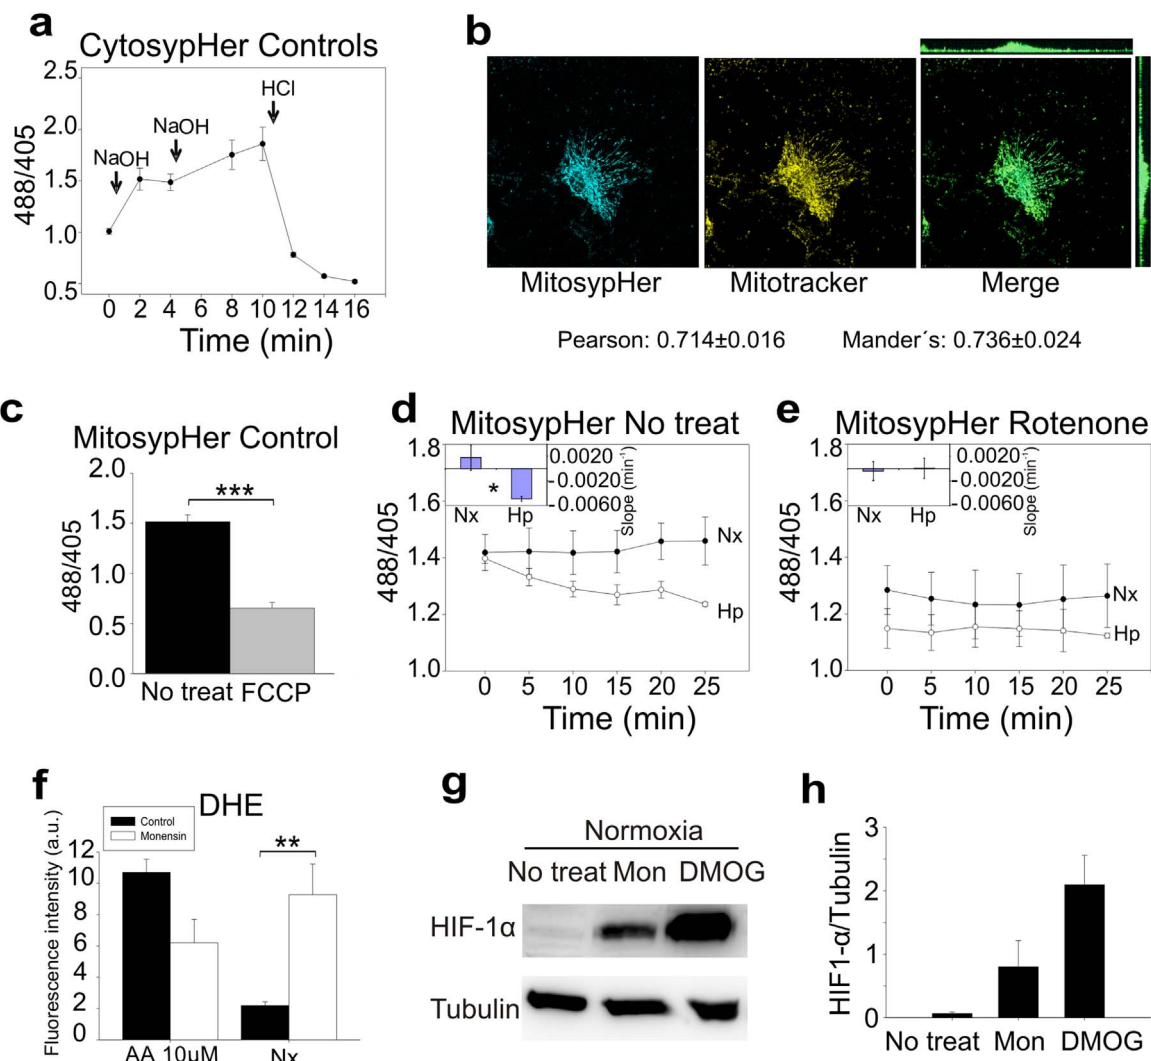 a
CytosypHer Controls
2.5
2.0
1.5
1.0
0.5
488/405
NaOH
NaOH
HCl
0 2 4 6 8 10 12 14 16
Time (min)
b
MitosypHer
Mitotracker
Merge
Pearson: 0.714±0.016
Mander´s: 0.736±0.024
c
MitosypHer Control
2.0
1.5
1.0
0.5
0.0
488/405
***
No treat FCCP
d
MitosypHer No treat
1.8
1.6
1.4
1.2
1.0
488/405
0.0020
-0.0020
-0.0060
Slope (min⁻¹)
*
Nx Hp
Nx
Hp
0 5 10 15 20 25
Time (min)
e
MitosypHer Rotenone
1.8
1.6
1.4
1.2
1.0
488/405
0.0020
-0.0020
-0.0060
Slope (min⁻¹)
Nx Hp
Nx
Hp
0 5 10 15 20 25
Time (min)
f
DHE
Control
Monensin
Fluorescence intensity (a.u.)
12
10
8
6
4
2
0
**
AA 10µM
Nx
g
Normoxia
No treat Mon DMOG
HIF-1α
Tubulin
h
HIF1-α/Tubulin
3
2
1
0
No treat Mon DMOG